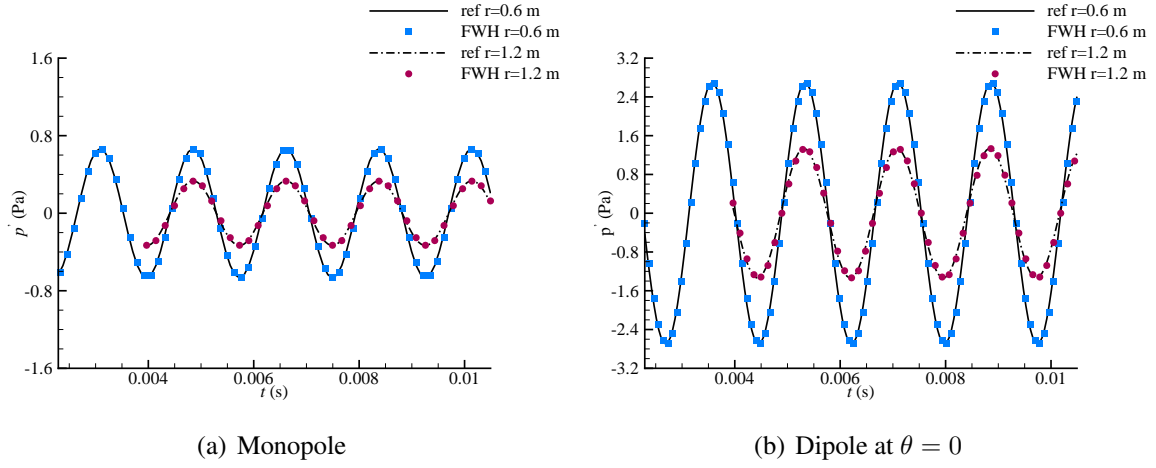 ref r=0.6 m
FWH r=0.6 m
ref r=1.2 m
FWH r=1.2 m
1.6
0.8
0
-0.8
-1.6
p' (Pa)
0.004 0.006 0.008 0.01
t (s)
(a) Monopole
ref r=0.6 m
FWH r=0.6 m
ref r=1.2 m
FWH r=1.2 m
3.2
2.4
1.6
0.8
0
-0.8
-1.6
-2.4
-3.2
p' (Pa)
0.004 0.006 0.008 0.01
t (s)
(b) Dipole at θ = 0